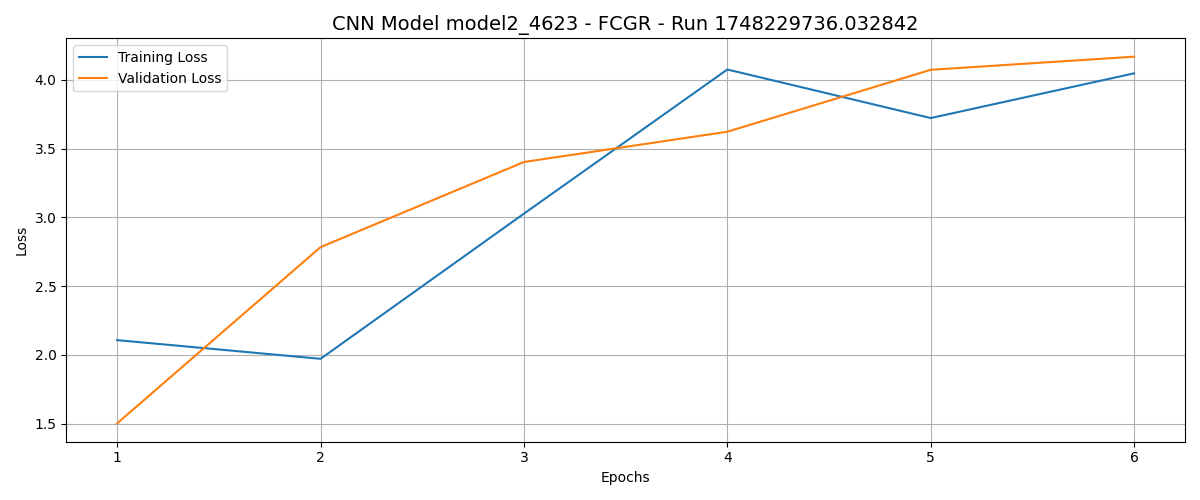 CNN Model model2_4623 - FCGR - Run 1748229736.032842
Training Loss
Validation Loss
4.0
3.5
3.0
2.5
2.0
1.5
Loss
1 2 3 4 5 6
Epochs